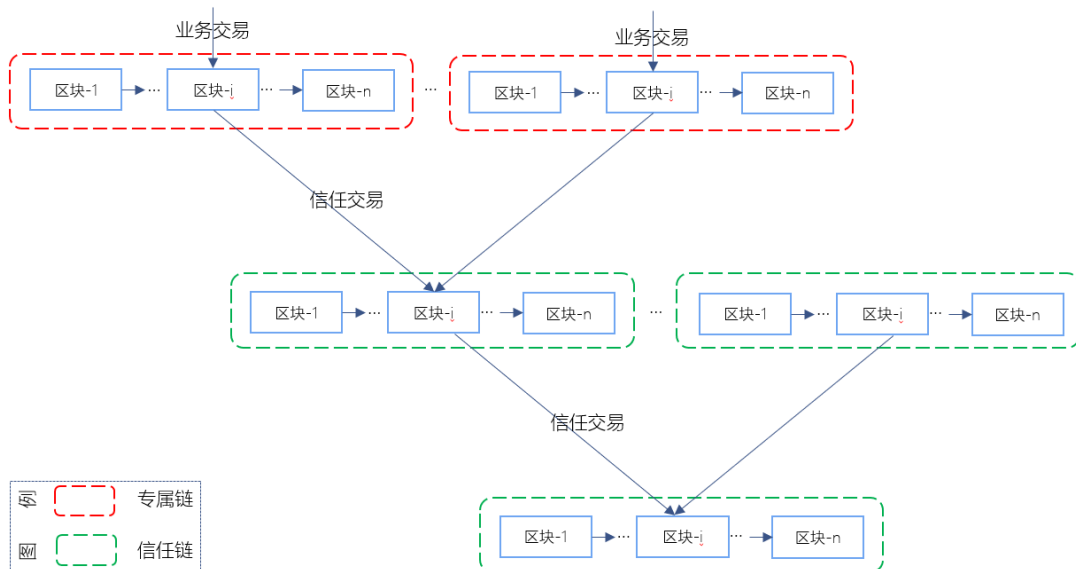 业务交易
业务交易
区块-1 … 区块-i … 区块-n … 区块-1 … 区块-i … 区块-n
信任交易
区块-1 … 区块-i … 区块-n … 区块-1 … 区块-i … 区块-n
信任交易
图例
专属链
信任链
区块-1 … 区块-i … 区块-n